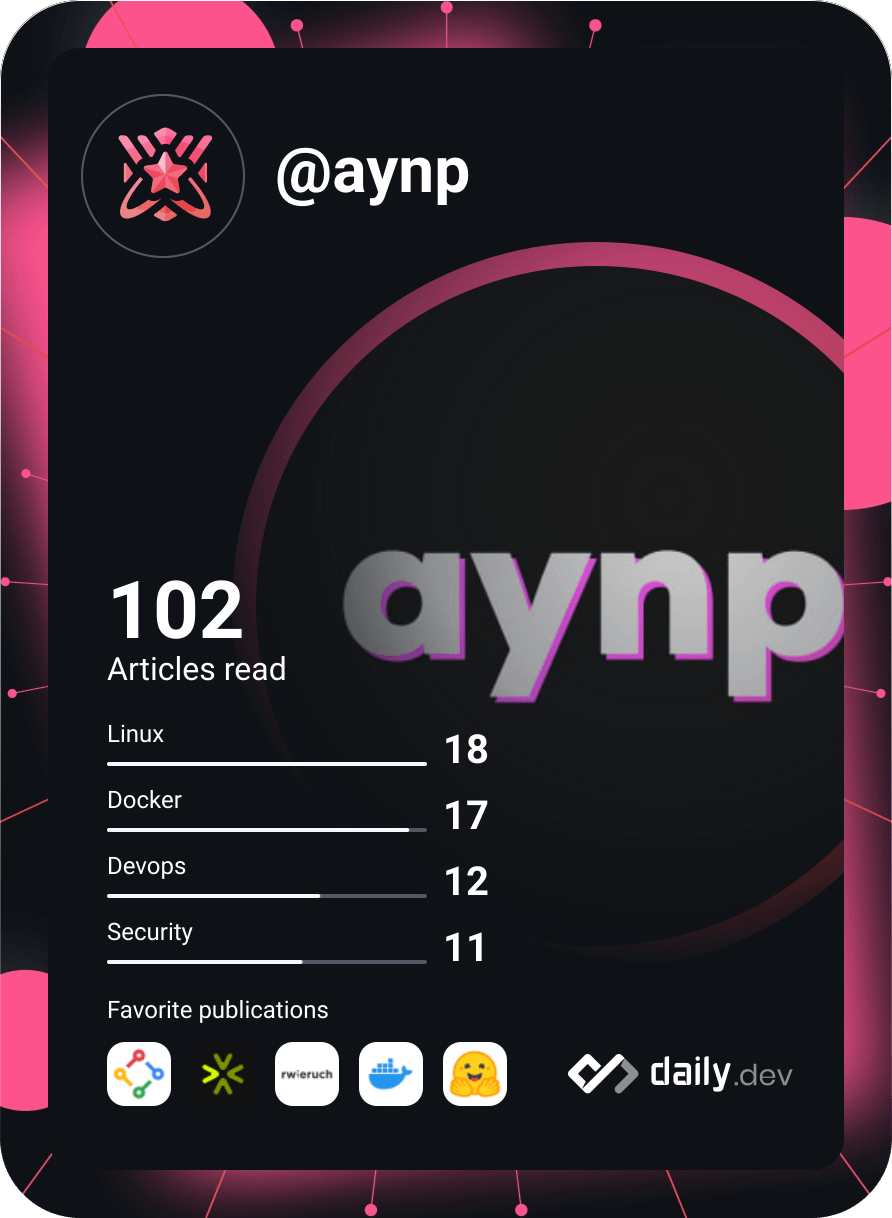 @aynp
aynp
102
Articles read
Linux
18
Docker
17
Devops
12
Security
11
Favorite publications
rwieruch
daily.dev